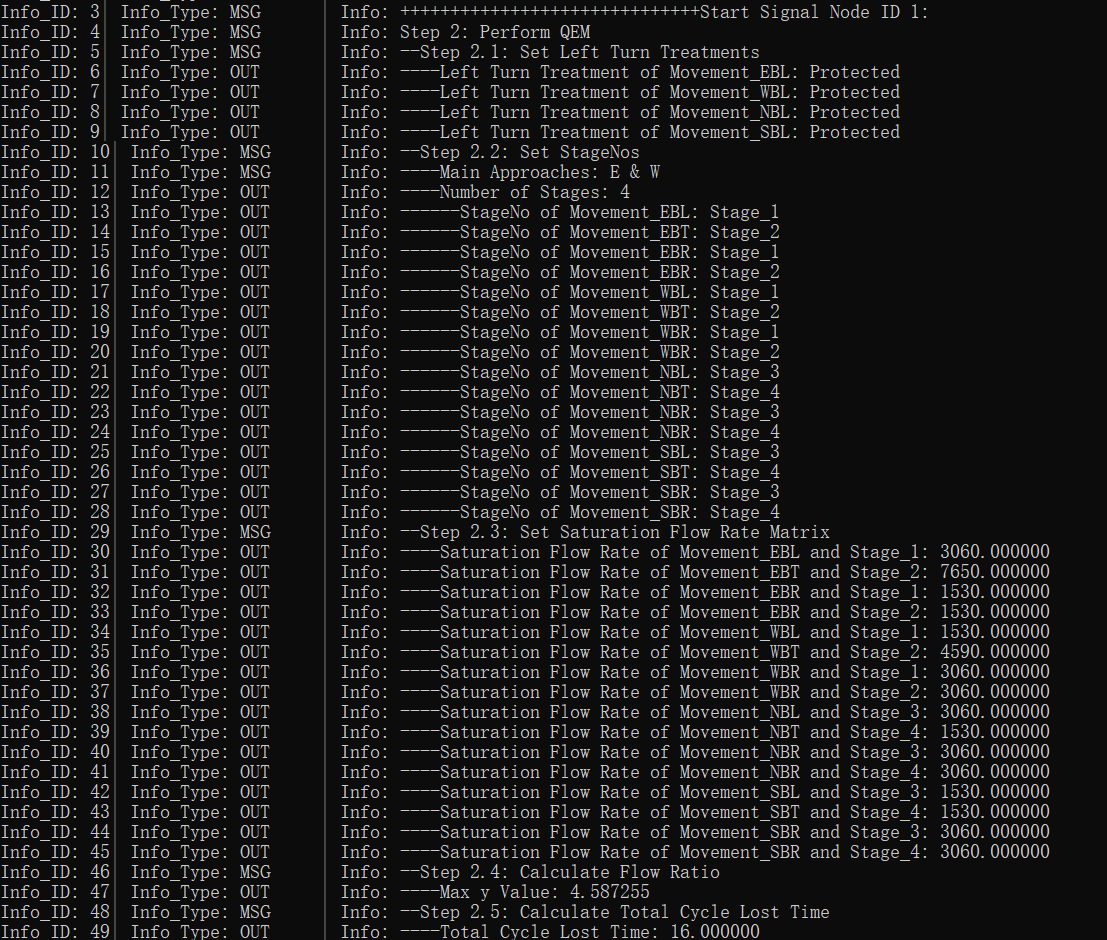 Info_ID: 3 Info_Type: MSG Info: ++++++++++++++++++++++++++++++Start Signal Node ID 1:
Info_ID: 4 Info_Type: MSG Info: Step 2: Perform QEM
Info_ID: 5 Info_Type: MSG Info: --Step 2.1: Set Left Turn Treatments
Info_ID: 6 Info_Type: OUT Info: ----Left Turn Treatment of Movement_EBL: Protected
Info_ID: 7 Info_Type: OUT Info: ----Left Turn Treatment of Movement_WBL: Protected
Info_ID: 8 Info_Type: OUT Info: ----Left Turn Treatment of Movement_NBL: Protected
Info_ID: 9 Info_Type: OUT Info: ----Left Turn Treatment of Movement_SBL: Protected
Info_ID: 10 Info_Type: MSG Info: --Step 2.2: Set StageNos
Info_ID: 11 Info_Type: MSG Info: ----Main Approaches: E & W
Info_ID: 12 Info_Type: OUT Info: ----Number of Stages: 4
Info_ID: 13 Info_Type: OUT Info: ------StageNo of Movement_EBL: Stage_1
Info_ID: 14 Info_Type: OUT Info: ------StageNo of Movement_EBT: Stage_2
Info_ID: 15 Info_Type: OUT Info: ------StageNo of Movement_EBR: Stage_1
Info_ID: 16 Info_Type: OUT Info: ------StageNo of Movement_EBR: Stage_2
Info_ID: 17 Info_Type: OUT Info: ------StageNo of Movement_WBL: Stage_1
Info_ID: 18 Info_Type: OUT Info: ------StageNo of Movement_WBT: Stage_2
Info_ID: 19 Info_Type: OUT Info: ------StageNo of Movement_WBR: Stage_1
Info_ID: 20 Info_Type: OUT Info: ------StageNo of Movement_WBR: Stage_2
Info_ID: 21 Info_Type: OUT Info: ------StageNo of Movement_NBL: Stage_3
Info_ID: 22 Info_Type: OUT Info: ------StageNo of Movement_NBT: Stage_4
Info_ID: 23 Info_Type: OUT Info: ------StageNo of Movement_NBR: Stage_3
Info_ID: 24 Info_Type: OUT Info: ------StageNo of Movement_NBR: Stage_4
Info_ID: 25 Info_Type: OUT Info: ------StageNo of Movement_SBL: Stage_3
Info_ID: 26 Info_Type: OUT Info: ------StageNo of Movement_SBT: Stage_4
Info_ID: 27 Info_Type: OUT Info: ------StageNo of Movement_SBR: Stage_3
Info_ID: 28 Info_Type: OUT Info: ------StageNo of Movement_SBR: Stage_4
Info_ID: 29 Info_Type: MSG Info: --Step 2.3: Set Saturation Flow Rate Matrix
Info_ID: 30 Info_Type: OUT Info: ----Saturation Flow Rate of Movement_EBL and Stage_1: 3060.000000
Info_ID: 31 Info_Type: OUT Info: ----Saturation Flow Rate of Movement_EBT and Stage_2: 7650.000000
Info_ID: 32 Info_Type: OUT Info: ----Saturation Flow Rate of Movement_EBR and Stage_1: 1530.000000
Info_ID: 33 Info_Type: OUT Info: ----Saturation Flow Rate of Movement_EBR and Stage_2: 1530.000000
Info_ID: 34 Info_Type: OUT Info: ----Saturation Flow Rate of Movement_WBL and Stage_1: 1530.000000
Info_ID: 35 Info_Type: OUT Info: ----Saturation Flow Rate of Movement_WBT and Stage_2: 4590.000000
Info_ID: 36 Info_Type: OUT Info: ----Saturation Flow Rate of Movement_WBR and Stage_1: 3060.000000
Info_ID: 37 Info_Type: OUT Info: ----Saturation Flow Rate of Movement_WBR and Stage_2: 3060.000000
Info_ID: 38 Info_Type: OUT Info: ----Saturation Flow Rate of Movement_NBL and Stage_3: 3060.000000
Info_ID: 39 Info_Type: OUT Info: ----Saturation Flow Rate of Movement_NBT and Stage_4: 1530.000000
Info_ID: 40 Info_Type: OUT Info: ----Saturation Flow Rate of Movement_NBR and Stage_3: 3060.000000
Info_ID: 41 Info_Type: OUT Info: ----Saturation Flow Rate of Movement_NBR and Stage_4: 3060.000000
Info_ID: 42 Info_Type: OUT Info: ----Saturation Flow Rate of Movement_SBL and Stage_3: 1530.000000
Info_ID: 43 Info_Type: OUT Info: ----Saturation Flow Rate of Movement_SBT and Stage_4: 1530.000000
Info_ID: 44 Info_Type: OUT Info: ----Saturation Flow Rate of Movement_SBR and Stage_3: 3060.000000
Info_ID: 45 Info_Type: OUT Info: ----Saturation Flow Rate of Movement_SBR and Stage_4: 3060.000000
Info_ID: 46 Info_Type: MSG Info: --Step 2.4: Calculate Flow Ratio
Info_ID: 47 Info_Type: OUT Info: ----Max y Value: 4.587255
Info_ID: 48 Info_Type: MSG Info: --Step 2.5: Calculate Total Cycle Lost Time
Info_ID: 49 Info_Type: OUT Info: ----Total Cycle Lost Time: 16.000000